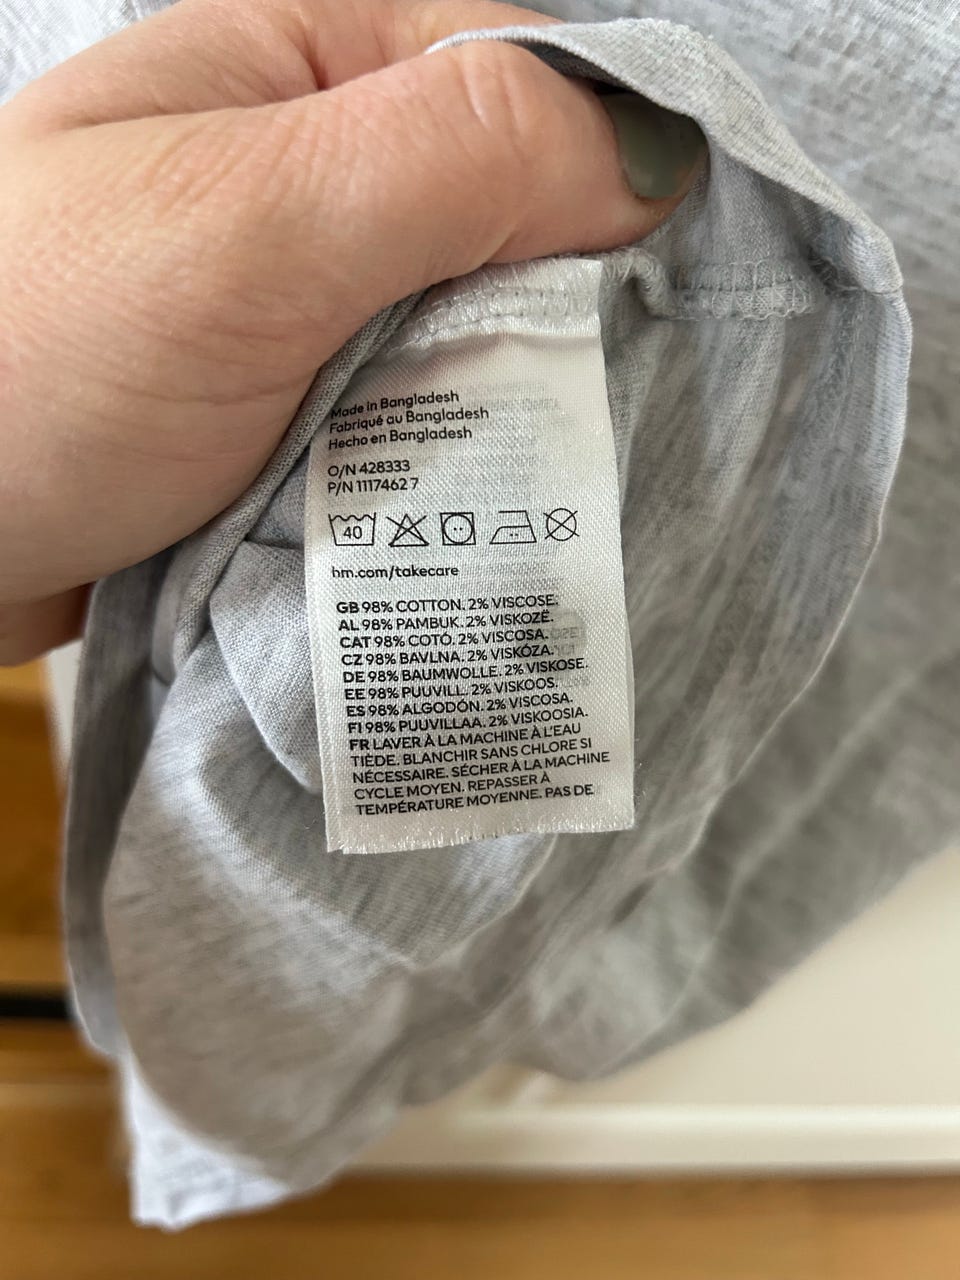 Made in Bangladesh
Fabriqué au Bangladesh
Hecho en Bangladesh
O/N 428333
P/N 1117462 7
40
hm.com/takecare
GB 98% COTTON. 2% VISCOSE.
AL 98% PAMBUK. 2% VISKOZË.
CAT 98% COTÓ. 2% VISCOSA.
CZ 98% BAVLNA. 2% VISKÓZA.
DE 98% BAUMWOLLE. 2% VISKOSE.
EE 98% PUUVILL. 2% VISKOOS.
ES 98% ALGODÓN. 2% VISCOSA.
FI 98% PUUVILLAA. 2% VISKOOSIA.
FR LAVER À LA MACHINE À L'EAU
TIÈDE. BLANCHIR SANS CHLORE SI
NÉCESSAIRE. SÉCHER À LA MACHINE
CYCLE MOYEN. REPASSER À
TEMPÉRATURE MOYENNE. PAS DE